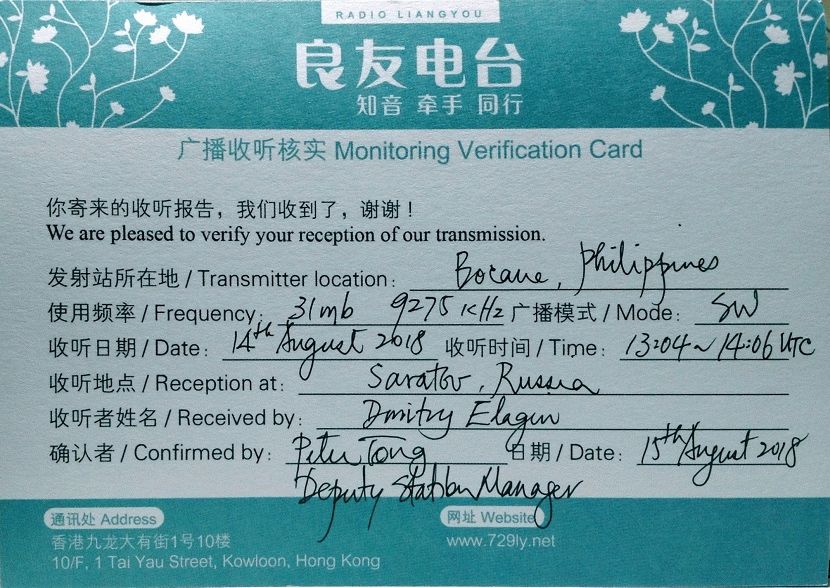 RADIO LIANGYOU
良友电台
知音 牵手 同行
广播收听核实 Monitoring Verification Card
你寄来的收听报告，我们收到了，谢谢！
We are pleased to verify your reception of our transmission.
发射站所在地 / Transmitter location: Bocaue, Philippines
使用频率 / Frequency: 31mb 9275 KHz 广播模式 / Mode: SW
收听日期 / Date: 14th August 2018 收听时间 / Time: 13:04~14:06 UTC
收听地点 / Reception at: Saratov, Russia
收听者姓名 / Received by: Dmitry Elagin
确认者 / Confirmed by: Peter Tong 日期 / Date: 15th August 2018
Deputy Station Manager
通讯处 Address 网址 Website
香港九龙大有街1号10楼 www.729ly.net
10/F, 1 Tai Yau Street, Kowloon, Hong Kong